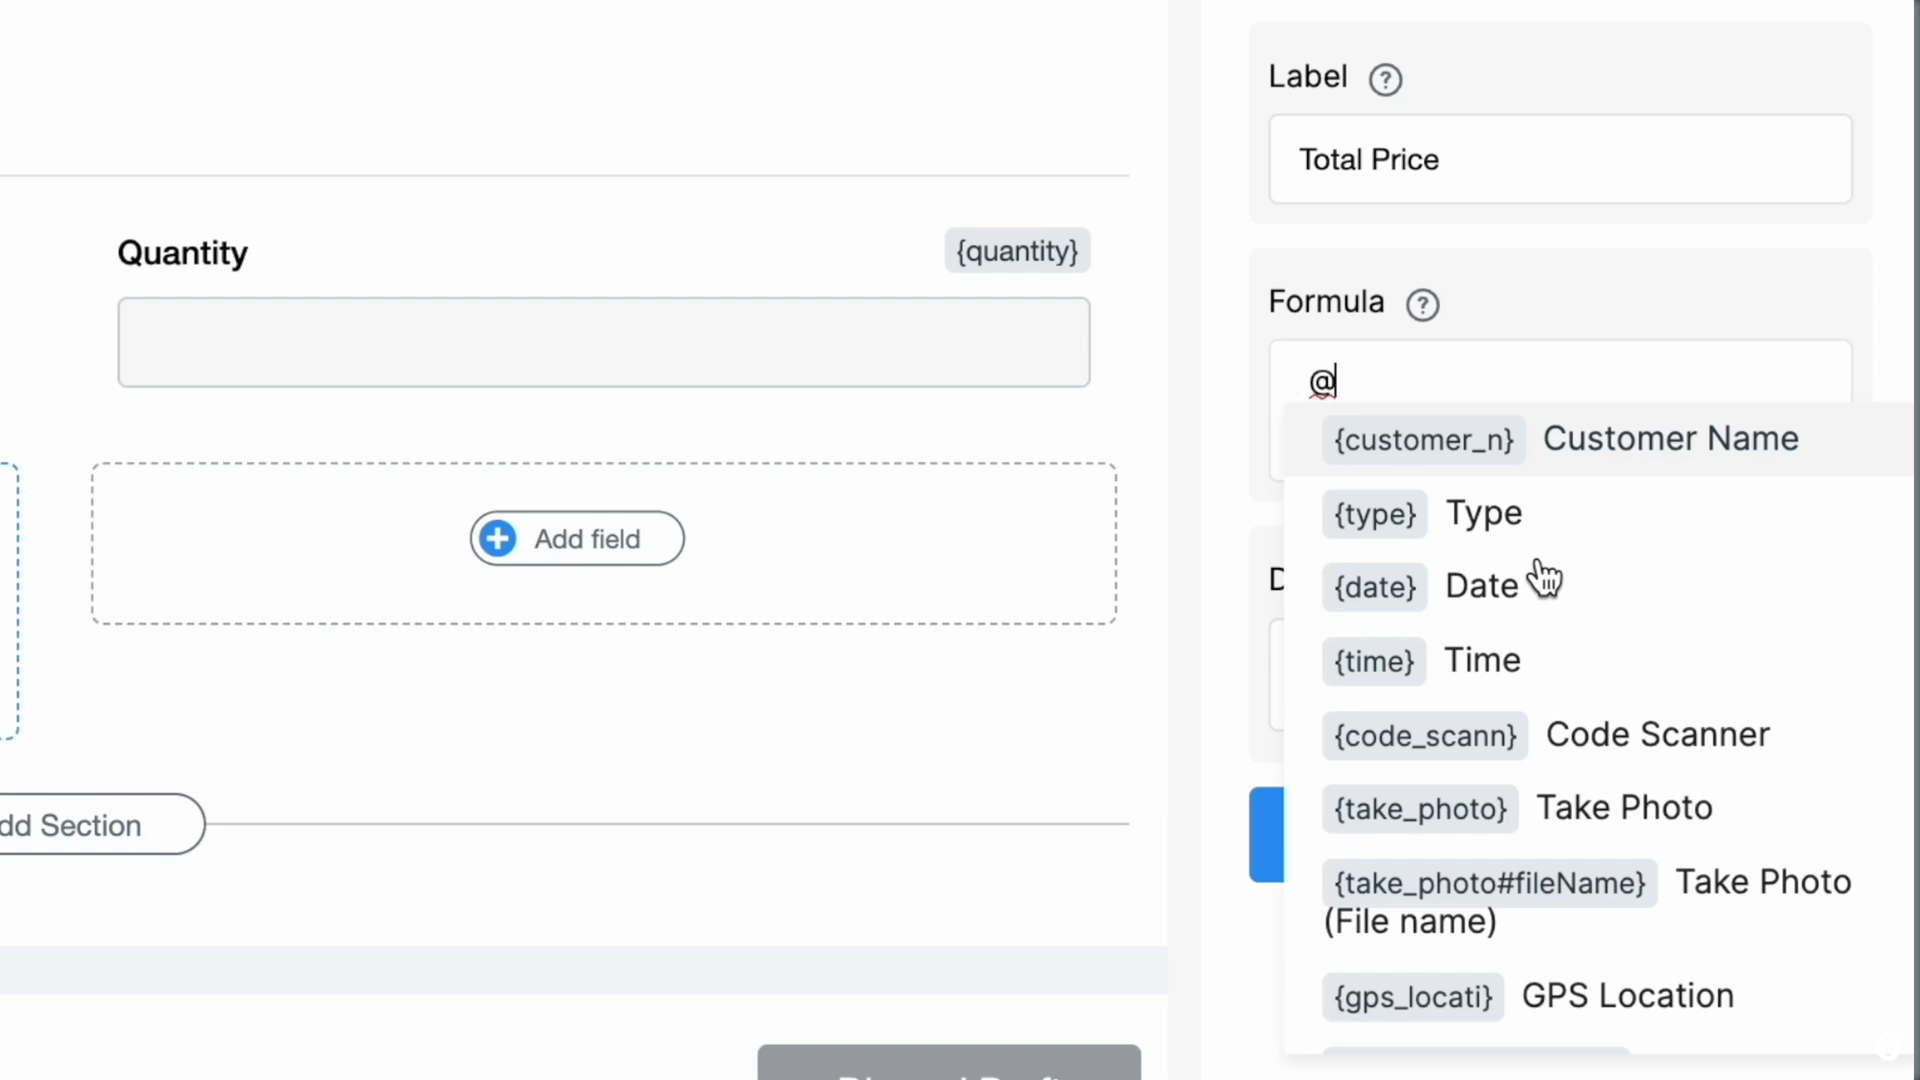 Label ?
Total Price
Quantity {quantity}
Formula ?
@
{customer_n} Customer Name
{type} Type
Add field
{date} Date
{time} Time
{code_scann} Code Scanner
{take_photo} Take Photo
dd Section
{take_photo#fileName} Take Photo
(File name)
{gps_locati} GPS Location